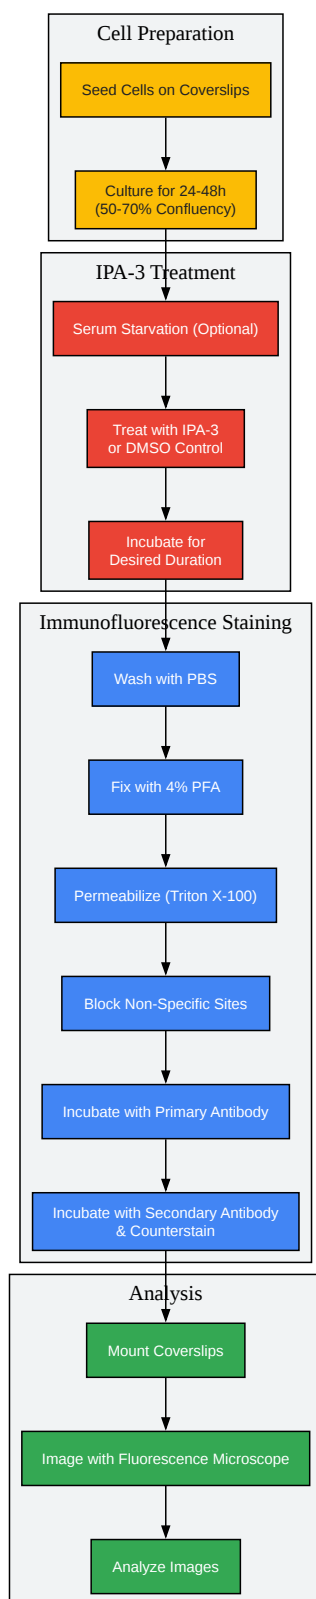 Cell Preparation
Seed Cells on Coverslips
Culture for 24-48h
(50-70% Confluency)
IPA-3 Treatment
Serum Starvation (Optional)
Treat with IPA-3
or DMSO Control
Incubate for
Desired Duration
Immunofluorescence Staining
Wash with PBS
Fix with 4% PFA
Permeabilize (Triton X-100)
Block Non-Specific Sites
Incubate with Primary Antibody
Incubate with Secondary Antibody
& Counterstain
Analysis
Mount Coverslips
Image with Fluorescence Microscope
Analyze Images